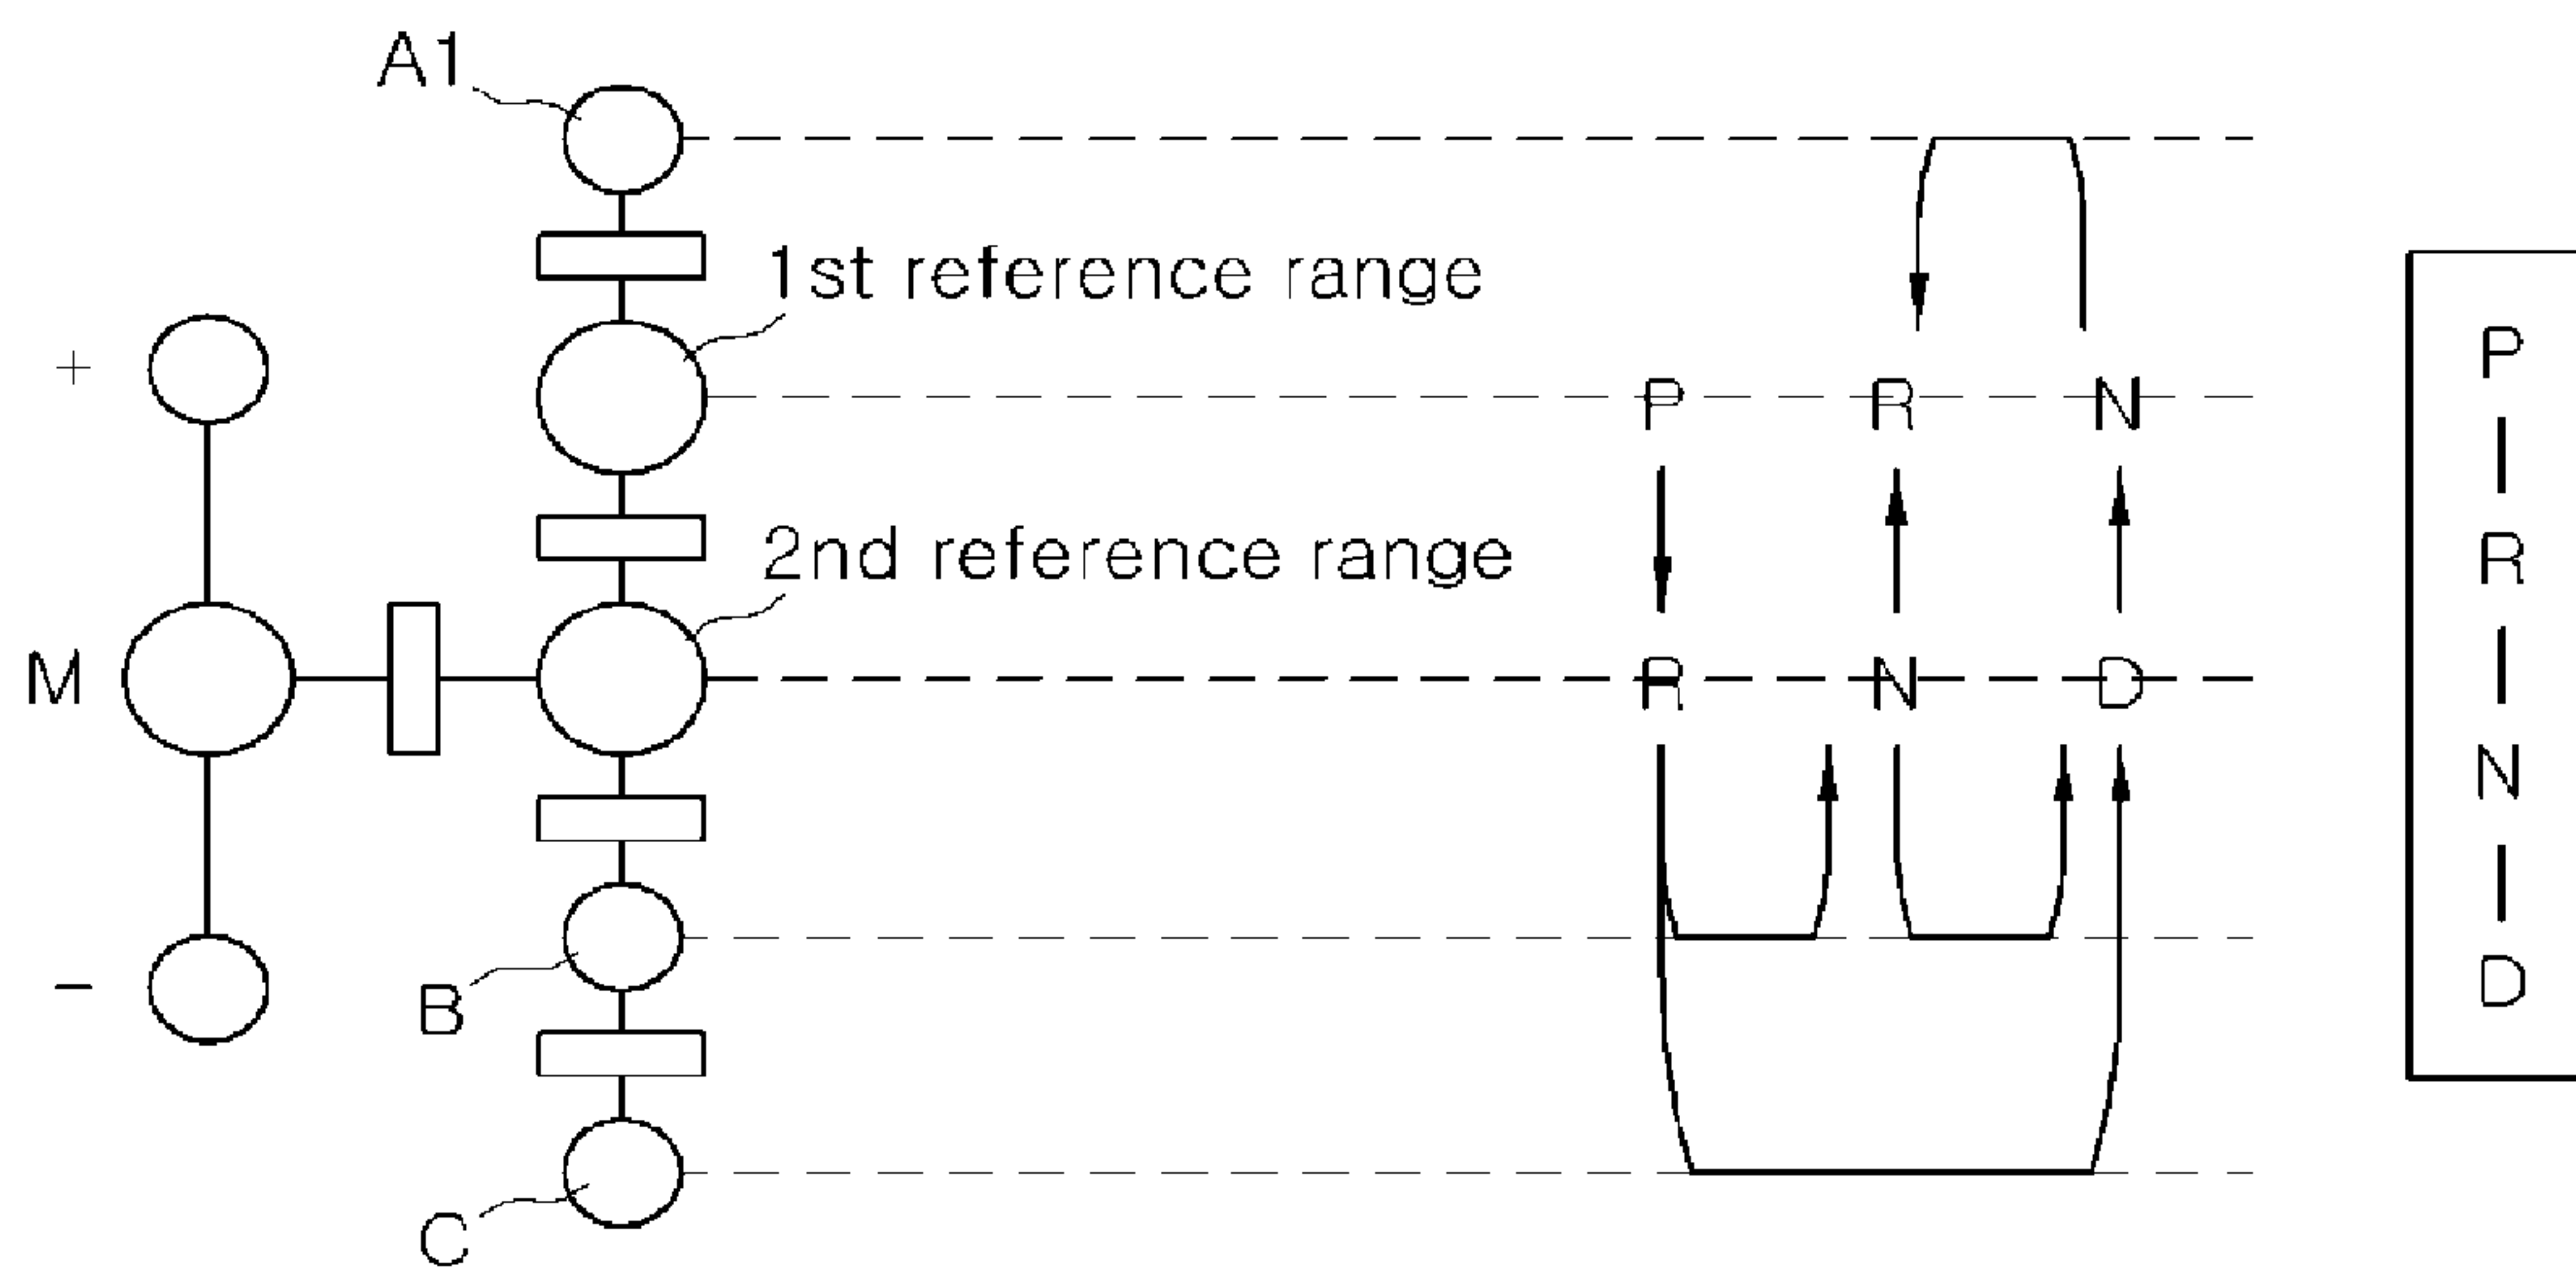 A1
1st reference range
+
P R N
2nd reference range
M
R N D
B
−
C
P
R
N
D